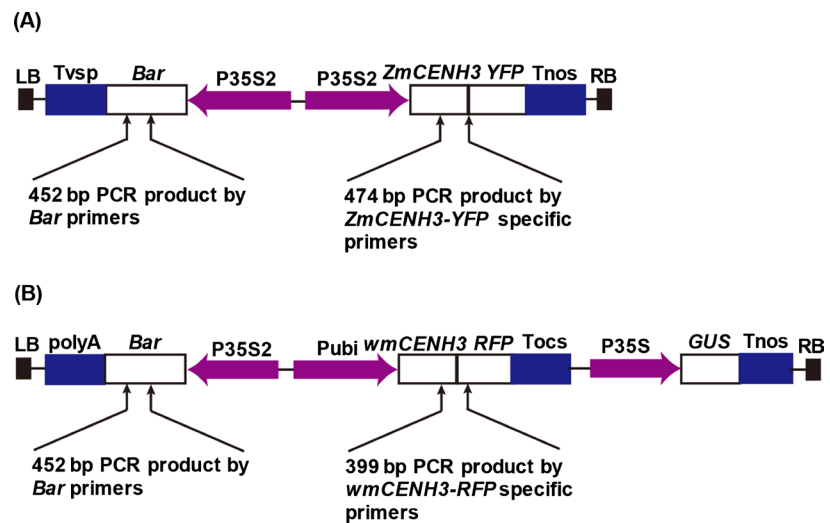 (A)
LB Tvsp Bar P35S2 P35S2 ZmCENH3 YFP Tnos RB
452 bp PCR product by
Bar primers
474 bp PCR product by
ZmCENH3-YFP specific
primers
(B)
LB polyA Bar P35S2 Pubi wmCENH3 RFP Tocs P35S GUS Tnos RB
452 bp PCR product by
Bar primers
399 bp PCR product by
wmCENH3-RFP specific
primers